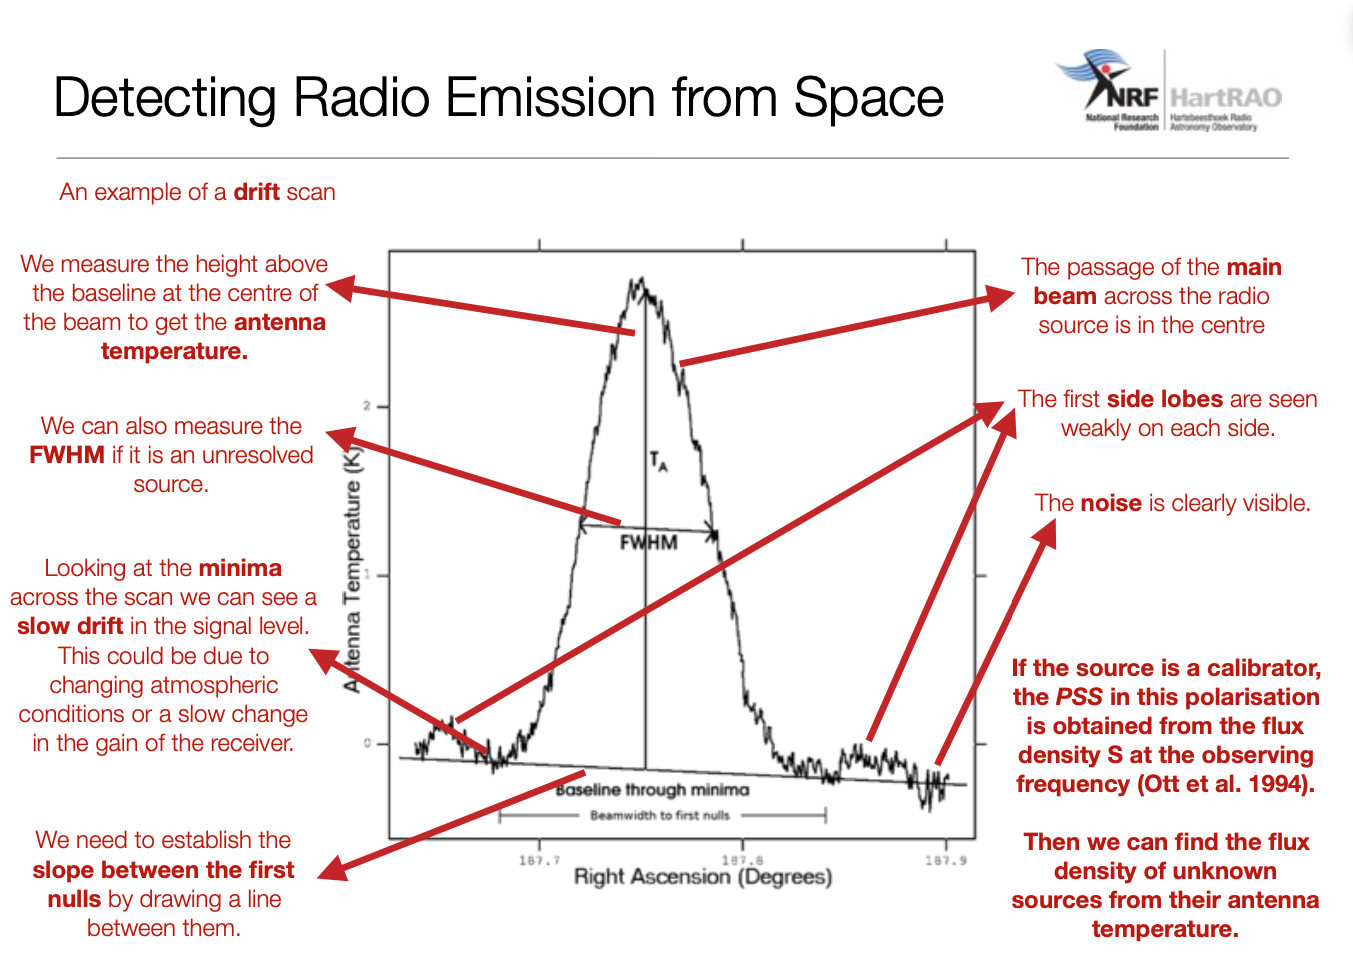 Detecting Radio Emission from Space
NRF
National Research
Foundation
HartRAO
Hartebeesthoek Radio
Astronomy Observatory
An example of a drift scan
We measure the height above
the baseline at the centre of
the beam to get the antenna
temperature.
We can also measure the
FWHM if it is an unresolved
source.
Looking at the minima
across the scan we can see a
slow drift in the signal level.
This could be due to
changing atmospheric
conditions or a slow change
in the gain of the receiver.
We need to establish the
slope between the first
nulls by drawing a line
between them.
Antenna Temperature (K)
2
1
0
TA
FWHM
Baseline through minima
Beamwidth to first nulls
187.7
187.8
187.9
Right Ascension (Degrees)
The passage of the main
beam across the radio
source is in the centre
The first side lobes are seen
weakly on each side.
The noise is clearly visible.
If the source is a calibrator,
the PSS in this polarisation
is obtained from the flux
density S at the observing
frequency (Ott et al. 1994).
Then we can find the flux
density of unknown
sources from their antenna
temperature.